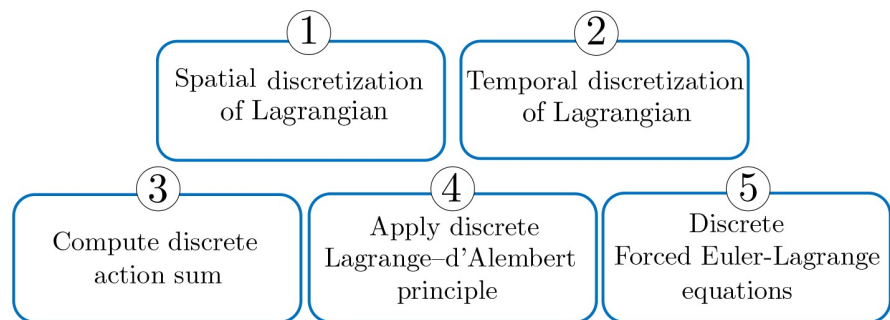 1
Spatial discretization
of Lagrangian
2
Temporal discretization
of Lagrangian
3
Compute discrete
action sum
4
Apply discrete
Lagrange–d'Alembert
principle
5
Discrete
Forced Euler-Lagrange
equations